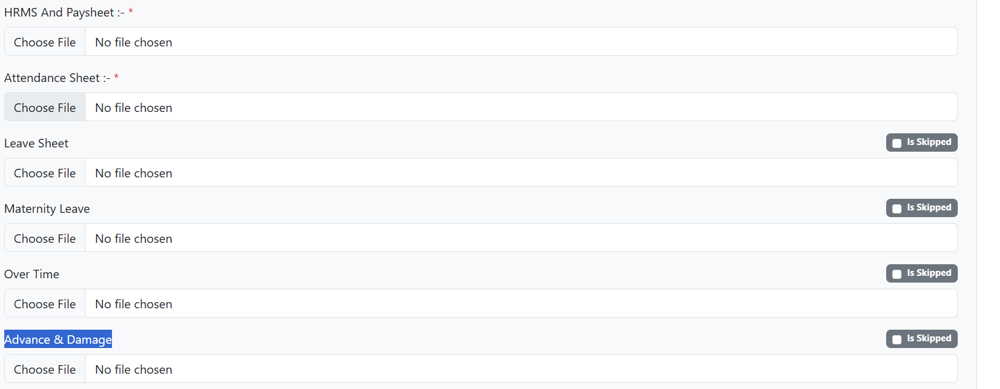 HRMS And Paysheet :- *
Choose File No file chosen
Attendance Sheet :- *
Choose File No file chosen
Leave Sheet Is Skipped
Choose File No file chosen
Maternity Leave Is Skipped
Choose File No file chosen
Over Time Is Skipped
Choose File No file chosen
Advance & Damage Is Skipped
Choose File No file chosen